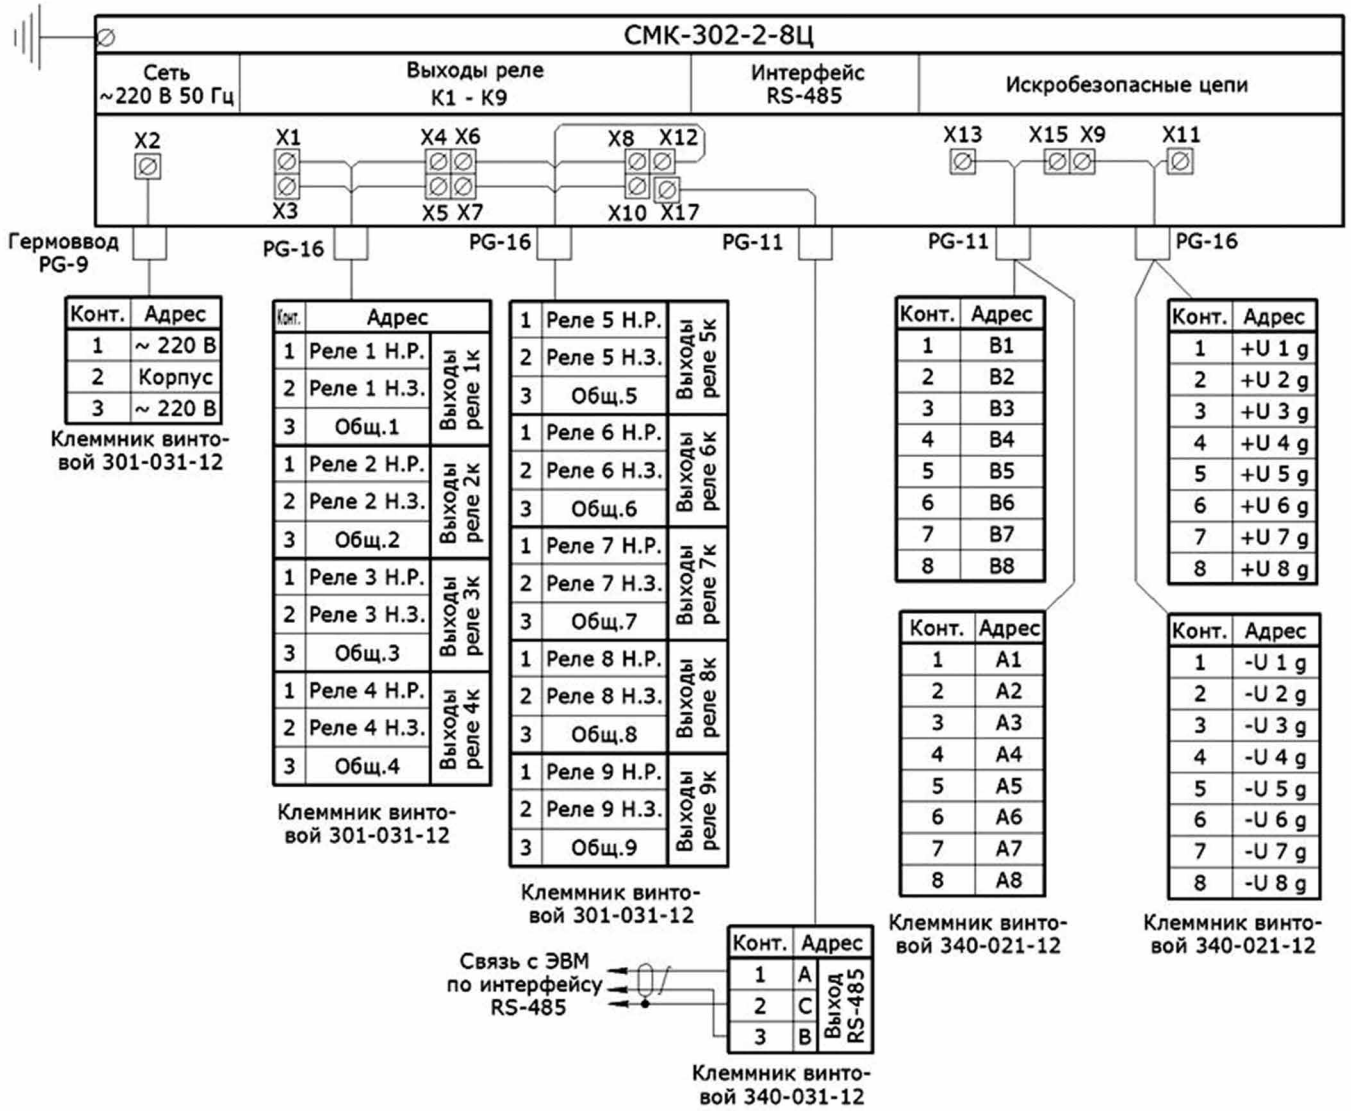 СМК-302-2-8Ц
Сеть
~220 В 50 Гц
Выходы реле
К1 - К9
Интерфейс
RS-485
Искробезопасные цепи
X2
X1
X3
X4 X6
X5 X7
X8
X12
X10
X17
X13
X15 X9
X11
Гермоввод
PG-9
PG-16
PG-16
PG-11
PG-11
PG-16
Конт. Адрес
1 ~ 220 В
2 Корпус
3 ~ 220 В
Клеммник винто-
вой 301-031-12
Конт. Адрес
1 Реле 1 Н.Р.
2 Реле 1 Н.З.
3 Общ.1
Выходы
реле 1к
1 Реле 2 Н.Р.
2 Реле 2 Н.З.
3 Общ.2
Выходы
реле 2к
1 Реле 3 Н.Р.
2 Реле 3 Н.З.
3 Общ.3
Выходы
реле 3к
1 Реле 4 Н.Р.
2 Реле 4 Н.З.
3 Общ.4
Выходы
реле 4к
Клеммник винто-
вой 301-031-12
1 Реле 5 Н.Р.
2 Реле 5 Н.З.
3 Общ.5
Выходы
реле 5к
1 Реле 6 Н.Р.
2 Реле 6 Н.З.
3 Общ.6
Выходы
реле 6к
1 Реле 7 Н.Р.
2 Реле 7 Н.З.
3 Общ.7
Выходы
реле 7к
1 Реле 8 Н.Р.
2 Реле 8 Н.З.
3 Общ.8
Выходы
реле 8к
1 Реле 9 Н.Р.
2 Реле 9 Н.З.
3 Общ.9
Выходы
реле 9к
Клеммник винто-
вой 301-031-12
Связь с ЭВМ
по интерфейсу
RS-485
Конт. Адрес
1 A
2 C
3 B
Выход
RS-485
Клеммник винто-
вой 340-031-12
Конт. Адрес
1 B1
2 B2
3 B3
4 B4
5 B5
6 B6
7 B7
8 B8
Конт. Адрес
1 A1
2 A2
3 A3
4 A4
5 A5
6 A6
7 A7
8 A8
Клеммник винто-
вой 340-021-12
Конт. Адрес
1 +U 1 g
2 +U 2 g
3 +U 3 g
4 +U 4 g
5 +U 5 g
6 +U 6 g
7 +U 7 g
8 +U 8 g
Конт. Адрес
1 -U 1 g
2 -U 2 g
3 -U 3 g
4 -U 4 g
5 -U 5 g
6 -U 6 g
7 -U 7 g
8 -U 8 g
Клеммник винто-
вой 340-021-12